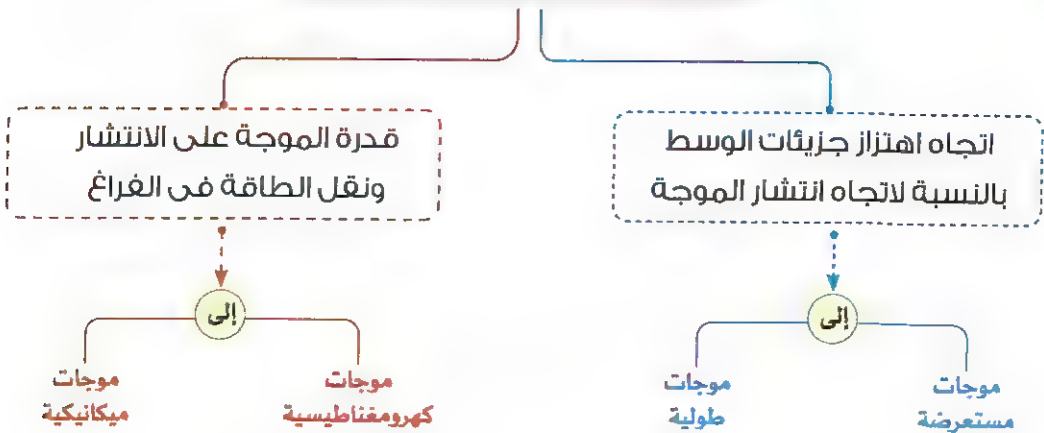 اتجاه اهتزاز جزيئات الوسط
بالنسبة لاتجاه انتشار الموجة
إلى
موجات
مستعرضة
موجات
طولية
قدرة الموجة على الانتشار
ونقل الطاقة فى الفراغ
إلى
موجات
كهرومغناطيسية
موجات
ميكانيكية